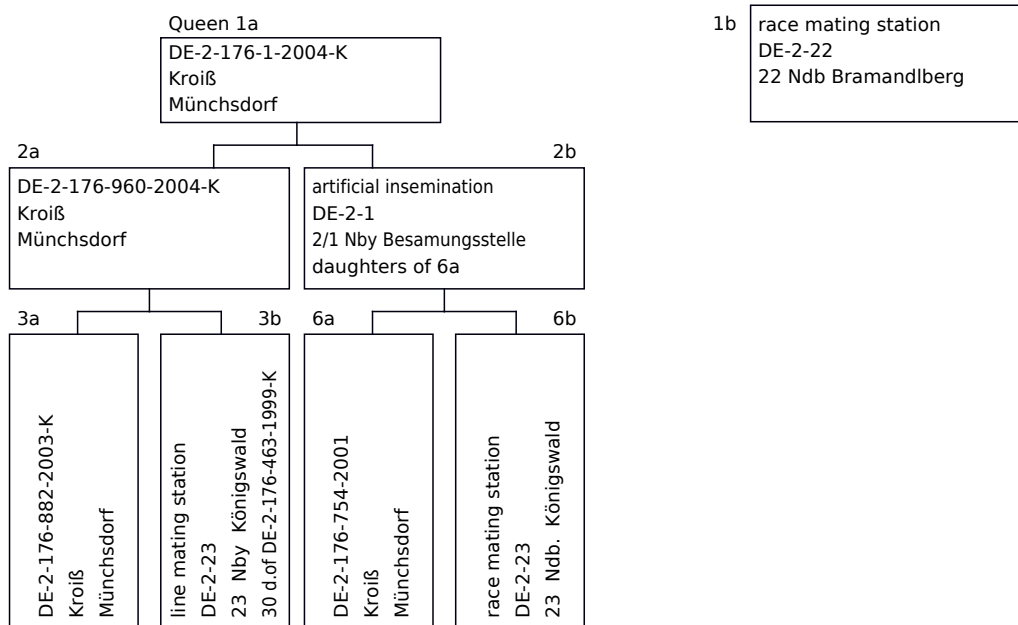 Queen 1a
DE-2-176-1-2004-K
Kroiß
Münchsdorf
1b
race mating station
DE-2-22
22 Ndb Bramandlberg
2a
DE-2-176-960-2004-K
Kroiß
Münchsdorf
2b
artificial insemination
DE-2-1
2/1 Nby Besamungsstelle
daughters of 6a
3a
DE-2-176-882-2003-K
Kroiß
Münchsdorf
3b
line mating station
DE-2-23
23 Nby Königswald
30 d.of DE-2-176-463-1999-K
6a
DE-2-176-754-2001
Kroiß
Münchsdorf
6b
race mating station
DE-2-23
23 Ndb. Königswald